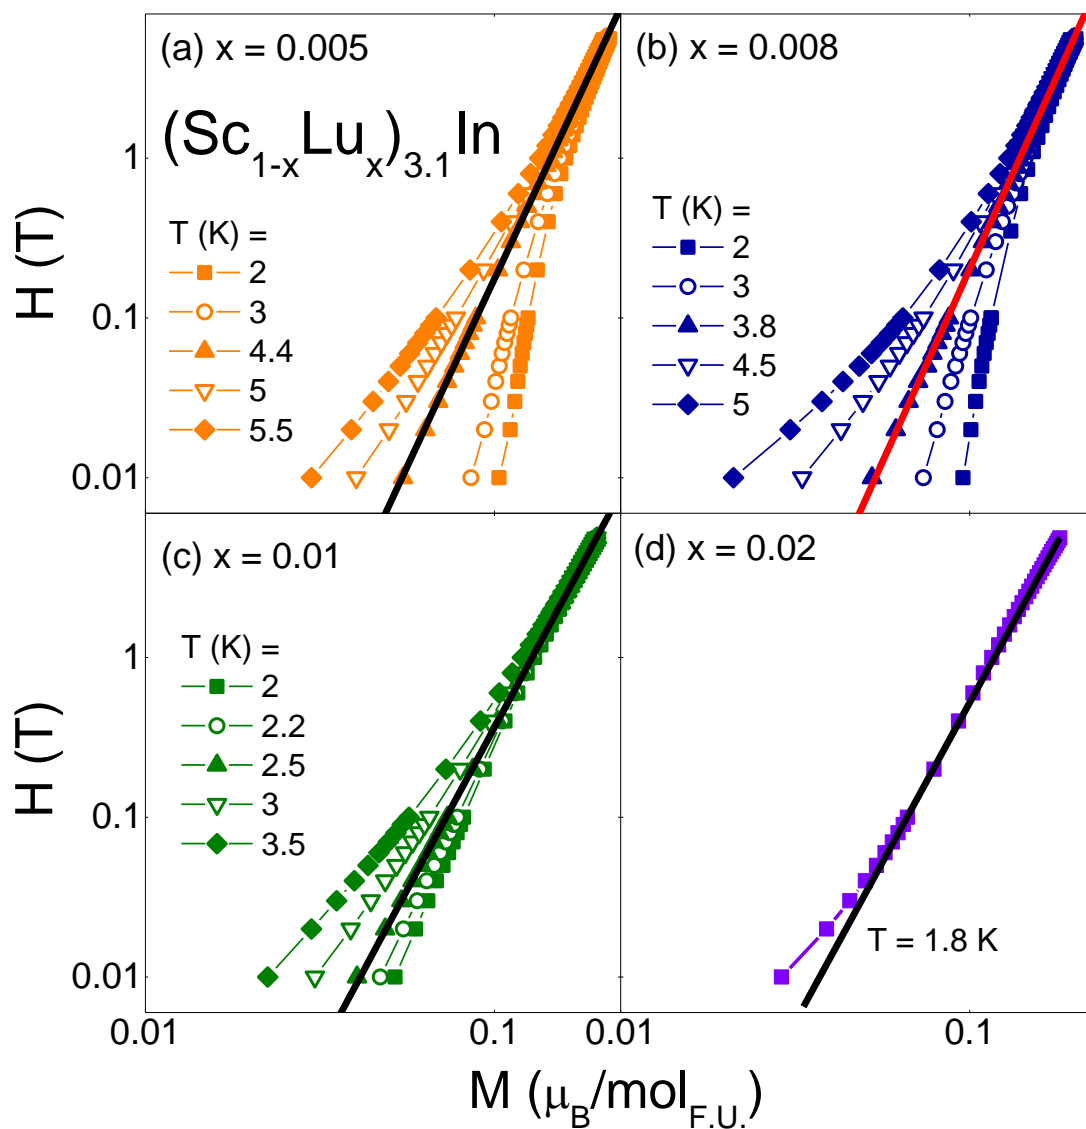 (a) x = 0.005
(Sc1-xLux)3.1In
T (K) =
2
3
4.4
5
5.5
(b) x = 0.008
T (K) =
2
3
3.8
4.5
5
H (T)
1
0.1
0.01
(c) x = 0.01
T (K) =
2
2.2
2.5
3
3.5
(d) x = 0.02
T = 1.8 K
H (T)
1
0.1
0.01
0.01
0.1
0.01
0.1
M (μB/molF.U.)